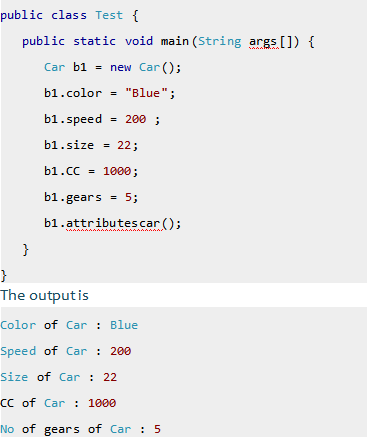 public class Test {
public static void main(String args[]) {
Car b1 = new Car();
b1.color = "Blue";
b1.speed = 200 ;
b1.size = 22;
b1.CC = 1000;
b1.gears = 5;
b1.attributescar();
}
}
The output is
Color of Car : Blue
Speed of Car : 200
Size of Car : 22
CC of Car : 1000
No of gears of Car : 5